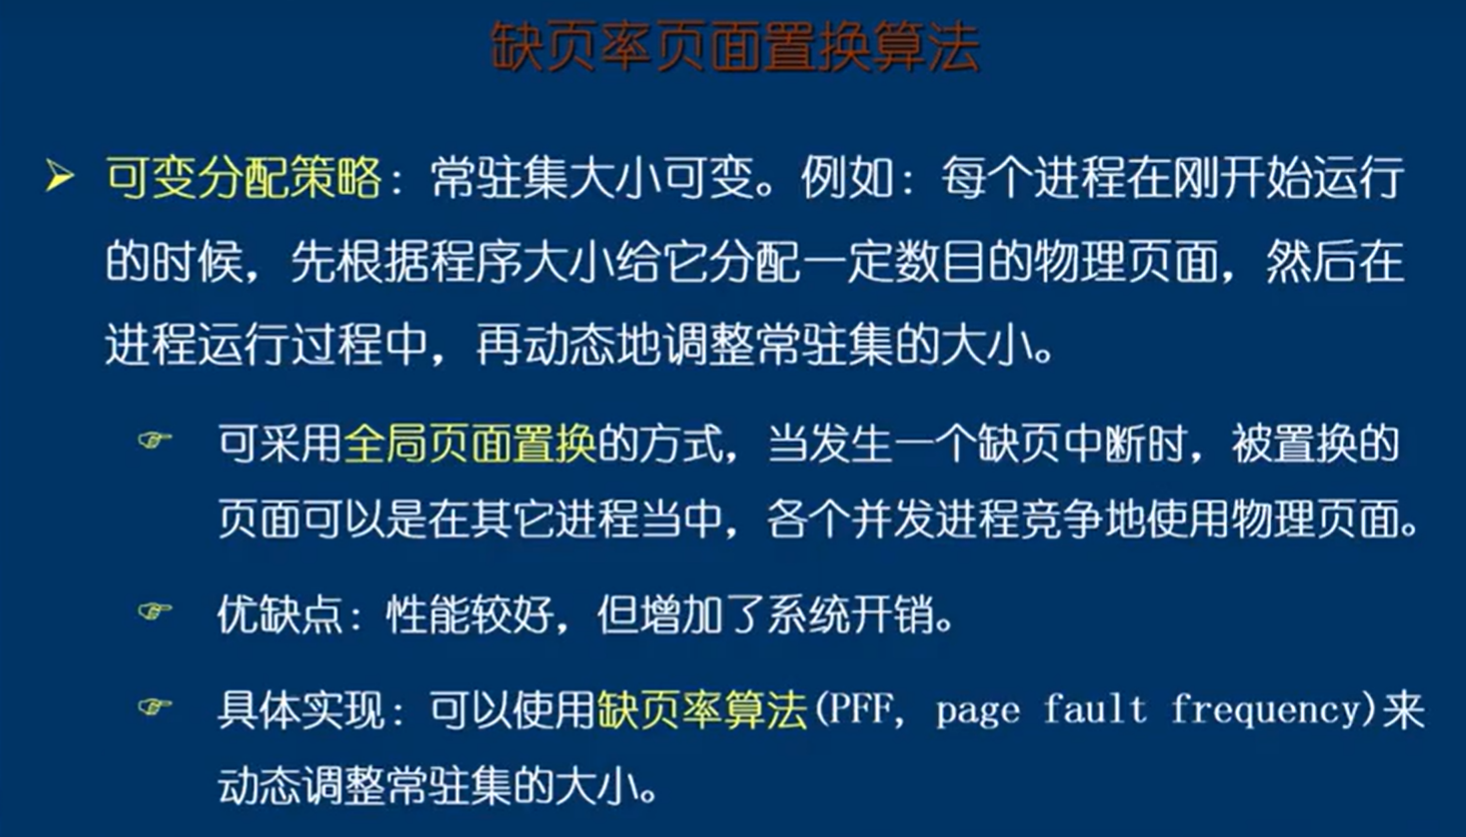 缺页率页面置换算法
可变分配策略：常驻集大小可变。例如：每个进程在刚开始运行
的时候，先根据程序大小给它分配一定数目的物理页面，然后在
进程运行过程中，再动态地调整常驻集的大小。
可采用全局页面置换的方式，当发生一个缺页中断时，被置换的
页面可以是在其它进程当中，各个并发进程竞争地使用物理页面。
优缺点：性能较好，但增加了系统开销。
具体实现：可以使用缺页率算法(PFF, page fault frequency)来
动态调整常驻集的大小。